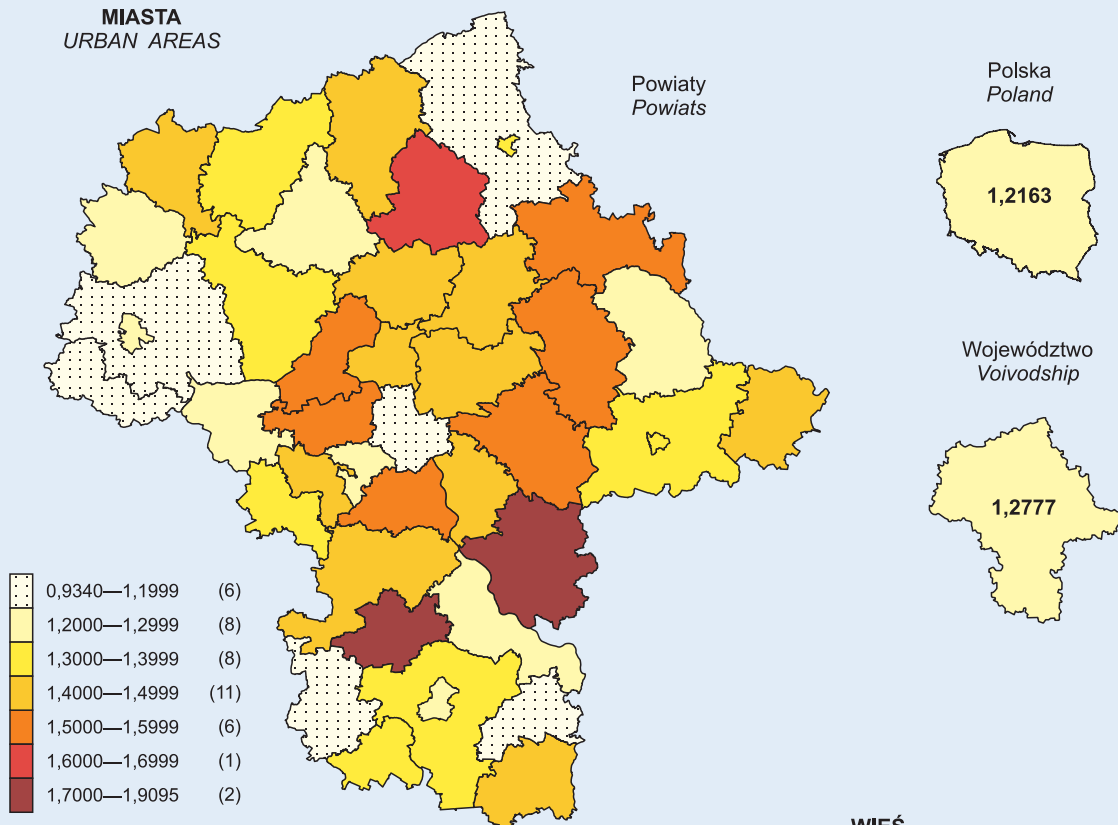 MIASTA
URBAN AREAS
Powiaty
Powiats
Polska
Poland
1,2163
Województwo
Voivodship
1,2777
0,9340—1,1999 (6)
1,2000—1,2999 (8)
1,3000—1,3999 (8)
1,4000—1,4999 (11)
1,5000—1,5999 (6)
1,6000—1,6999 (1)
1,7000—1,9095 (2)
WIEŚ